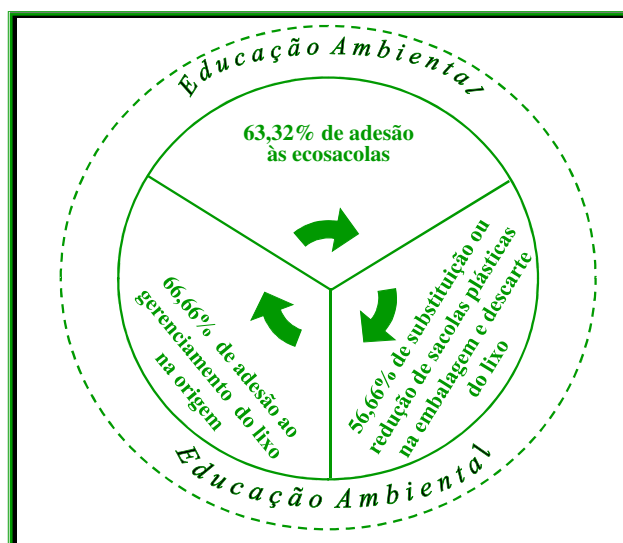 Educação Ambiental
63,32% de adesão
às ecosacolas
56,66% de substituição ou
redução de sacolas plásticas
na embalagem e descarte
do lixo
66,66% de adesão ao
gerenciamento do lixo
na origem
Educação Ambiental